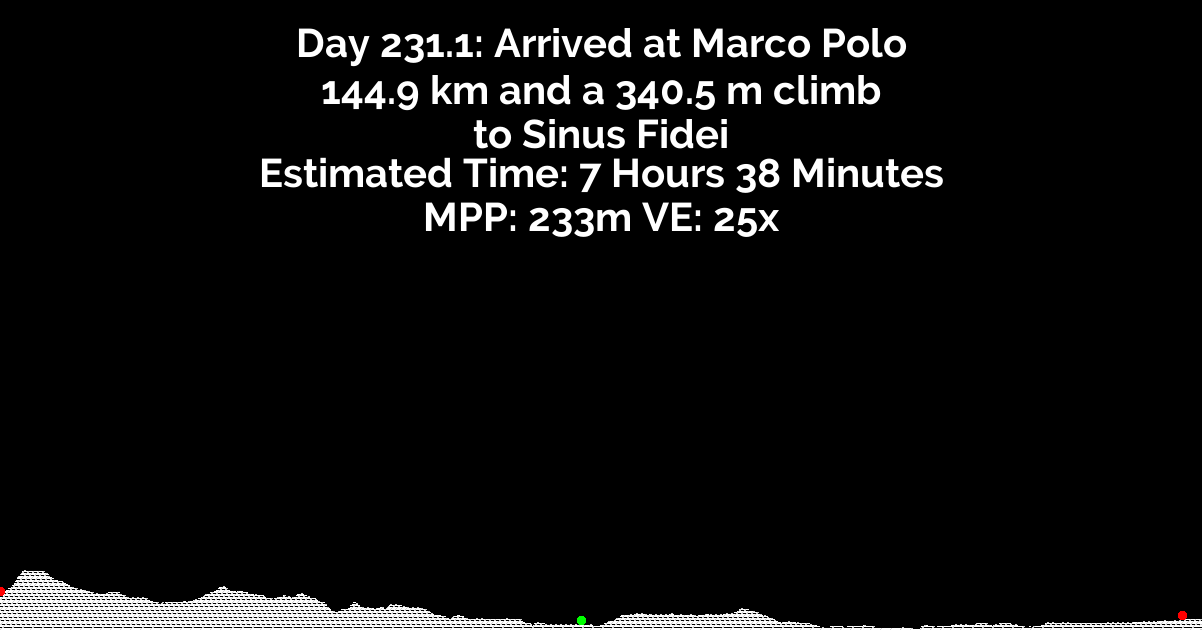 Day 231.1: Arrived at Marco Polo
144.9 km and a 340.5 m climb
to Sinus Fidei
Estimated Time: 7 Hours 38 Minutes
MPP: 233m VE: 25x